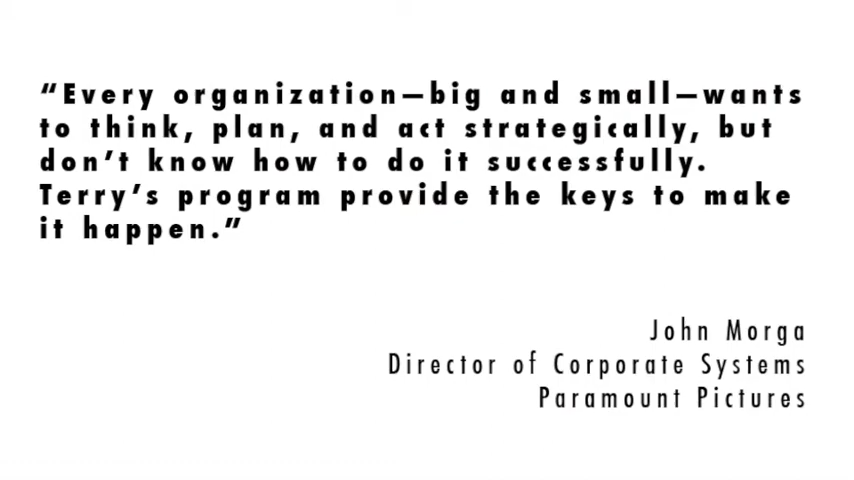 “Every organization—big and small—wants
to think, plan, and act strategically, but
don’t know how to do it successfully.
Terry’s program provide the keys to make
it happen.”
John Morga
Director of Corporate Systems
Paramount Pictures